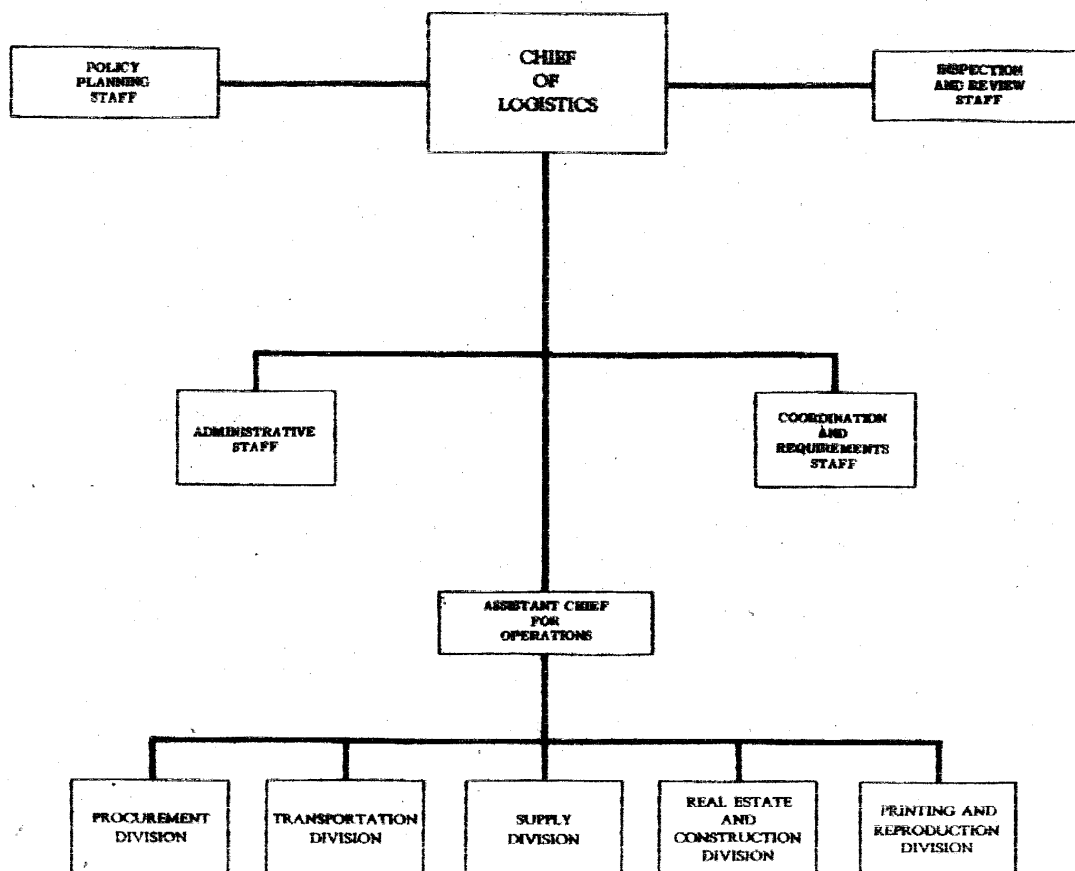 POLICY
PLANNING
STAFF
CHIEF
OF
LOGISTICS
INSPECTION
AND REVIEW
STAFF
ADMINISTRATIVE
STAFF
COORDINATION
AND
REQUIREMENTS
STAFF
ASSISTANT CHIEF
FOR
OPERATIONS
PROCUREMENT
DIVISION
TRANSPORTATION
DIVISION
SUPPLY
DIVISION
REAL ESTATE
AND
CONSTRUCTION
DIVISION
PRINTING AND
REPRODUCTION
DIVISION